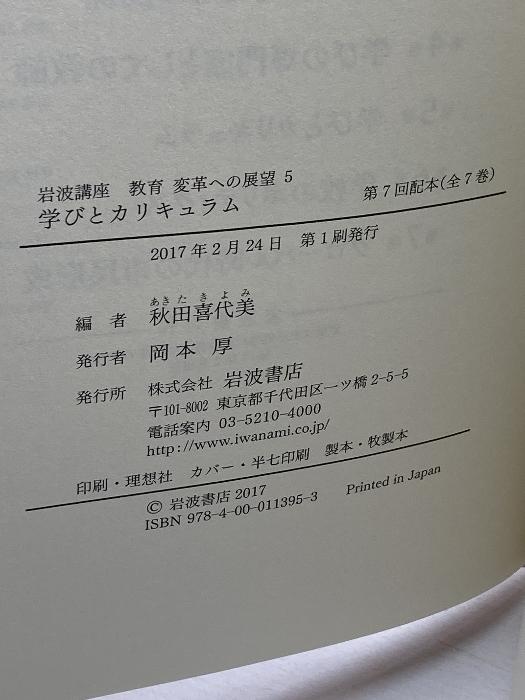 岩波講座 教育 変革への展望 5
学びとカリキュラム
第7回配本(全7巻)
2017年2月24日 第1刷発行
あきたきよみ
編者 秋田喜代美
発行者 岡本 厚
発行所 株式会社 岩波書店
〒101-8002 東京都千代田区一ツ橋2-5-5
電話案内 03-5210-4000
http://www.iwanami.co.jp/
印刷・理想社 カバー・半七印刷 製本・牧製本
© 岩波書店 2017
ISBN 978-4-00-011395-3 Printed in Japan